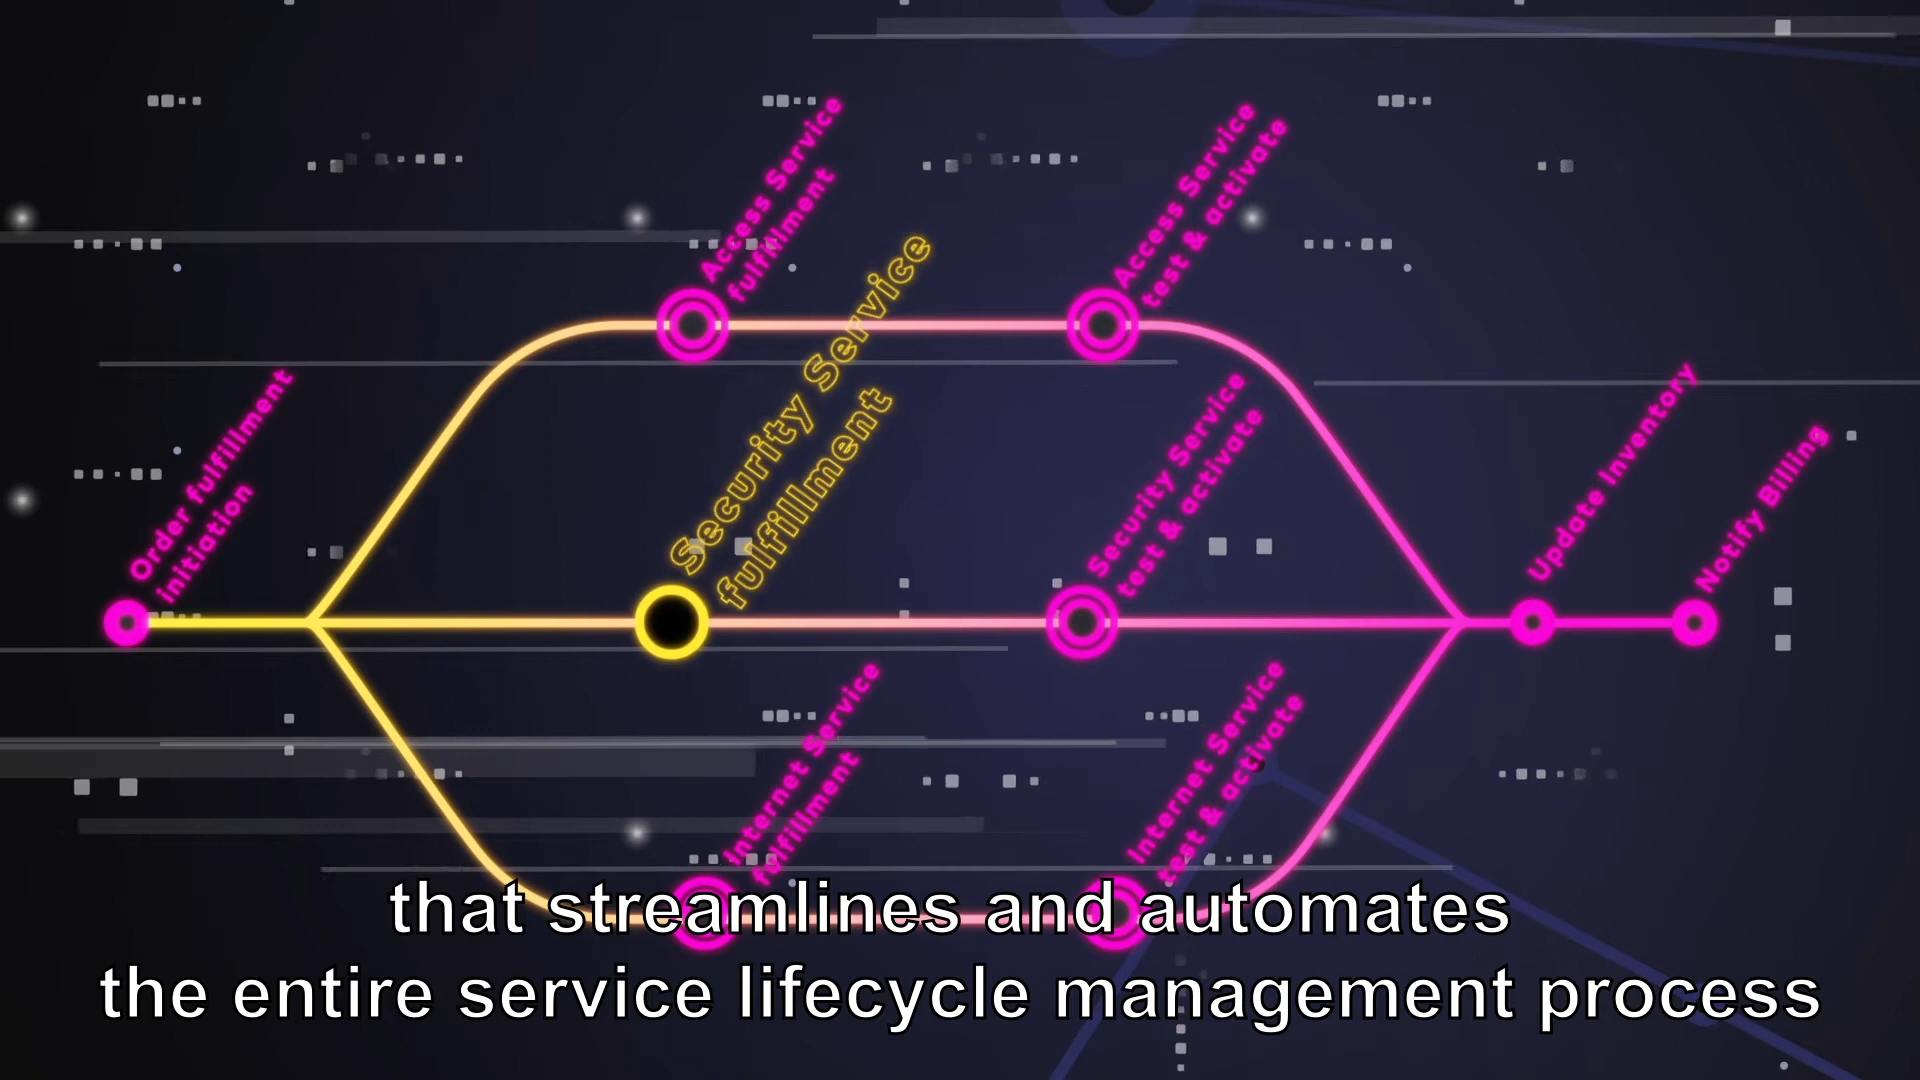 Order fulfillment
initiation
Access Service
fulfillment
Access Service
test & activate
Security Service
fulfillment
Security Service
test & activate
Internet Service
fulfillment
Internet Service
test & activate
Update Inventory
Notify Billing
that streamlines and automates
the entire service lifecycle management process